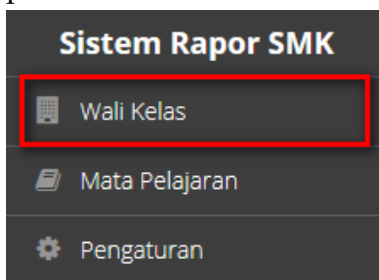 Sistem Rapor SMK
Wali Kelas
Mata Pelajaran
Pengaturan